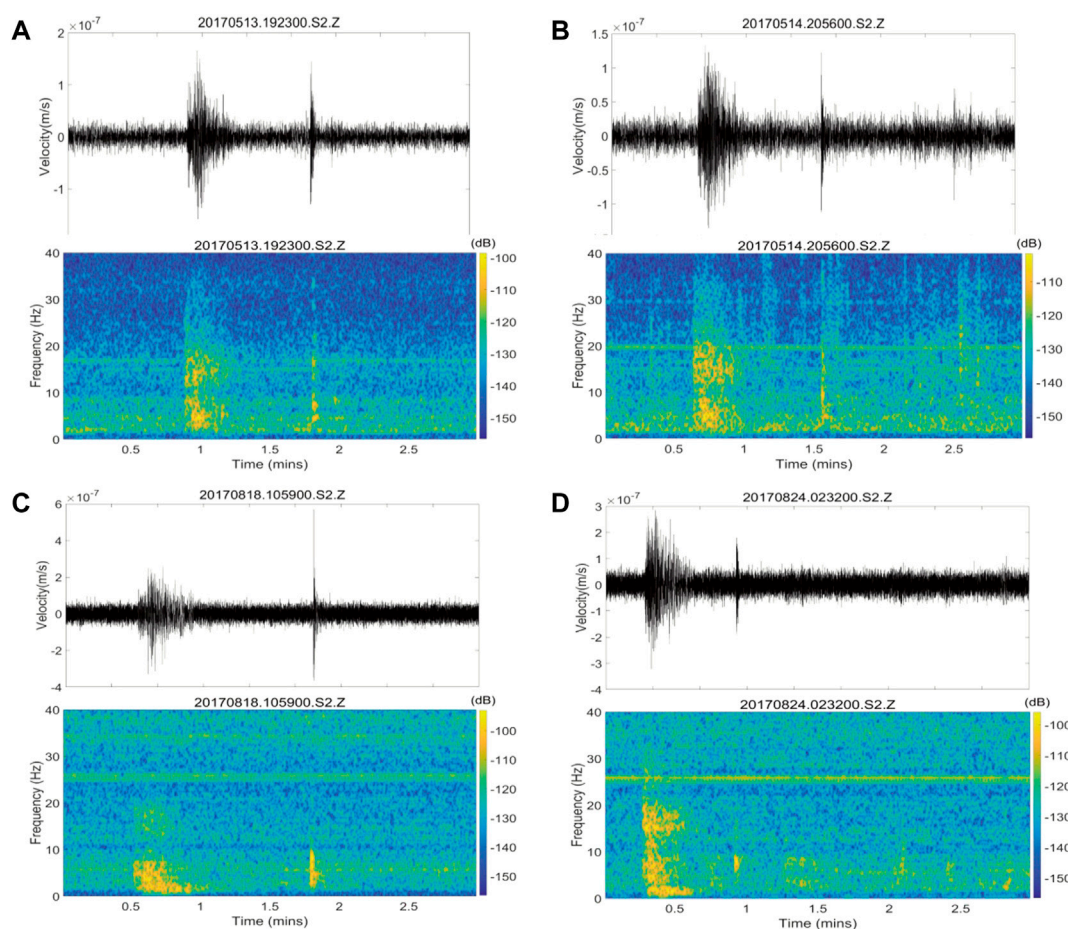 A
20170513.192300.S2.Z
×10⁻⁷
2
1
0
-1
Velocity(m/s)
20170513.192300.S2.Z
(dB)
40
30
20
10
0
Frequency (Hz)
-100
-110
-120
-130
-140
-150
0.5 1 1.5 2 2.5
Time (mins)
B
20170514.205600.S2.Z
×10⁻⁷
1.5
1
0.5
0
-0.5
-1
Velocity(m/s)
20170514.205600.S2.Z
(dB)
40
30
20
10
0
Frequency (Hz)
-110
-120
-130
-140
-150
0.5 1 1.5 2 2.5
Time (mins)
C
20170818.105900.S2.Z
×10⁻⁷
6
4
2
0
-2
-4
Velocity(m/s)
20170818.105900.S2.Z
(dB)
40
30
20
10
0
Frequency (Hz)
-100
-110
-120
-130
-140
-150
0.5 1 1.5 2 2.5
Time (mins)
D
20170824.023200.S2.Z
×10⁻⁷
3
2
1
0
-1
-2
-3
-4
Velocity(m/s)
20170824.023200.S2.Z
(dB)
40
30
20
10
0
Frequency (Hz)
-100
-110
-120
-130
-140
-150
0.5 1 1.5 2 2.5
Time (mins)